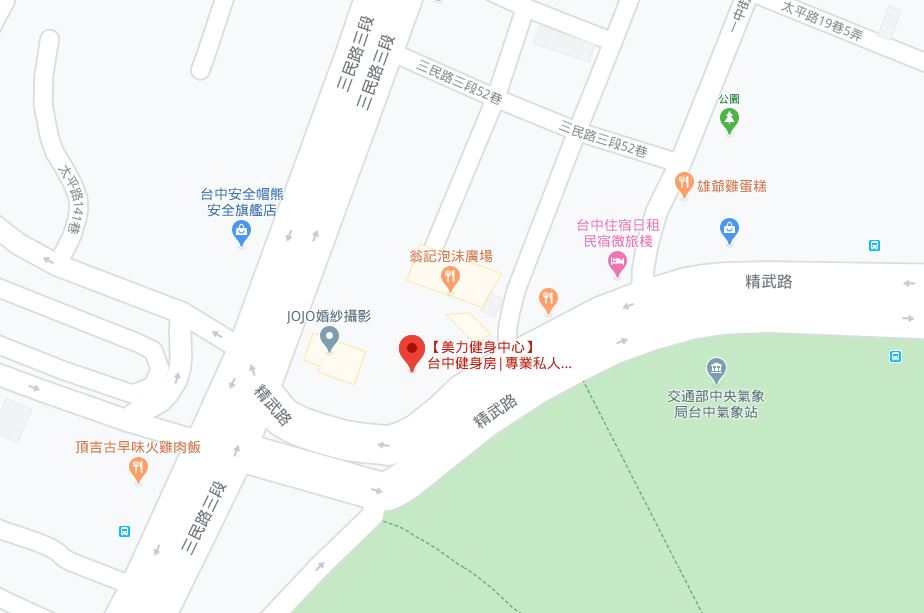 一中街
太平路19巷5弄
三民路三段
三民路三段
三民路三段52巷
公園
三民路三段52巷
太平路141巷
台中安全帽熊
安全旗艦店
雄爺雞蛋糕
台中住宿日租
民宿微旅棧
翁記泡沫廣場
精武路
JOJO婚紗攝影
【美力健身中心】
台中健身房|專業私人...
交通部中央氣象
局台中氣象站
精武路
精武路
頂吉古早味火雞肉飯
三民路三段